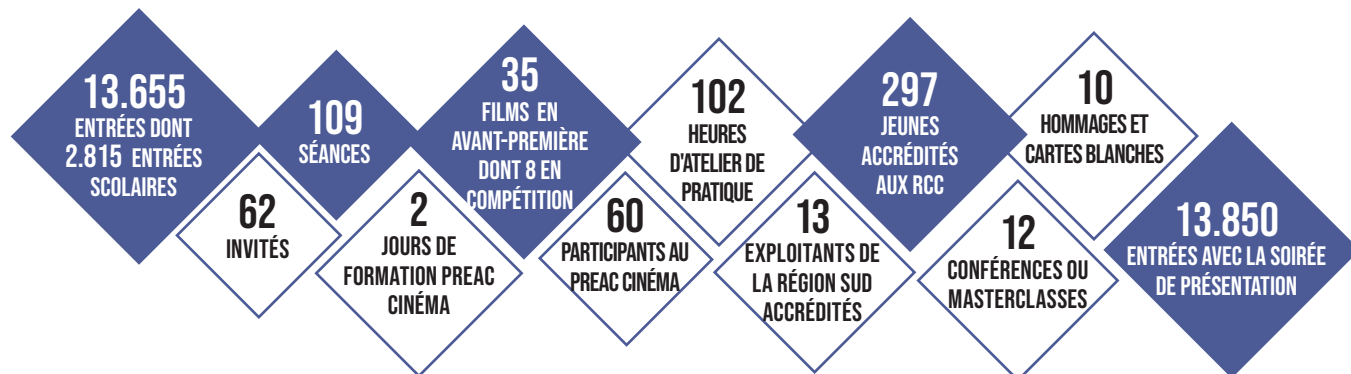 13.655
ENTRÉES DONT
2.815 ENTRÉES
SCOLAIRES
62
INVITÉS
109
SÉANCES
2
JOURS DE
FORMATION PREAC
CINÉMA
35
FILMS EN
AVANT-PREMIÈRE
DONT 8 EN
COMPÉTITION
60
PARTICIPANTS AU
PREAC CINÉMA
102
HEURES
D'ATELIER DE
PRATIQUE
13
EXPLOITANTS DE
LA RÉGION SUD
ACCRÉDITÉS
297
JEUNES
ACCRÉDITÉS
AUX RCC
12
CONFÉRENCES OU
MASTERCLASSES
10
HOMMAGES ET
CARTES BLANCHES
13.850
ENTRÉES AVEC LA SOIRÉE
DE PRÉSENTATION